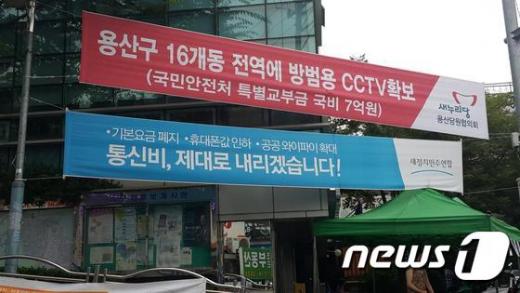 용산구 16개동 전역에 방범용 CCTV확보
(국민안전처 특별교부금 국비 7억원)
새누리당
용산당원협의회
•기본요금 폐지 •휴대폰값 인하 •공공 와이파이 확대
통신비, 제대로 내리겠습니다!
새정치민주연합
부동산
news1